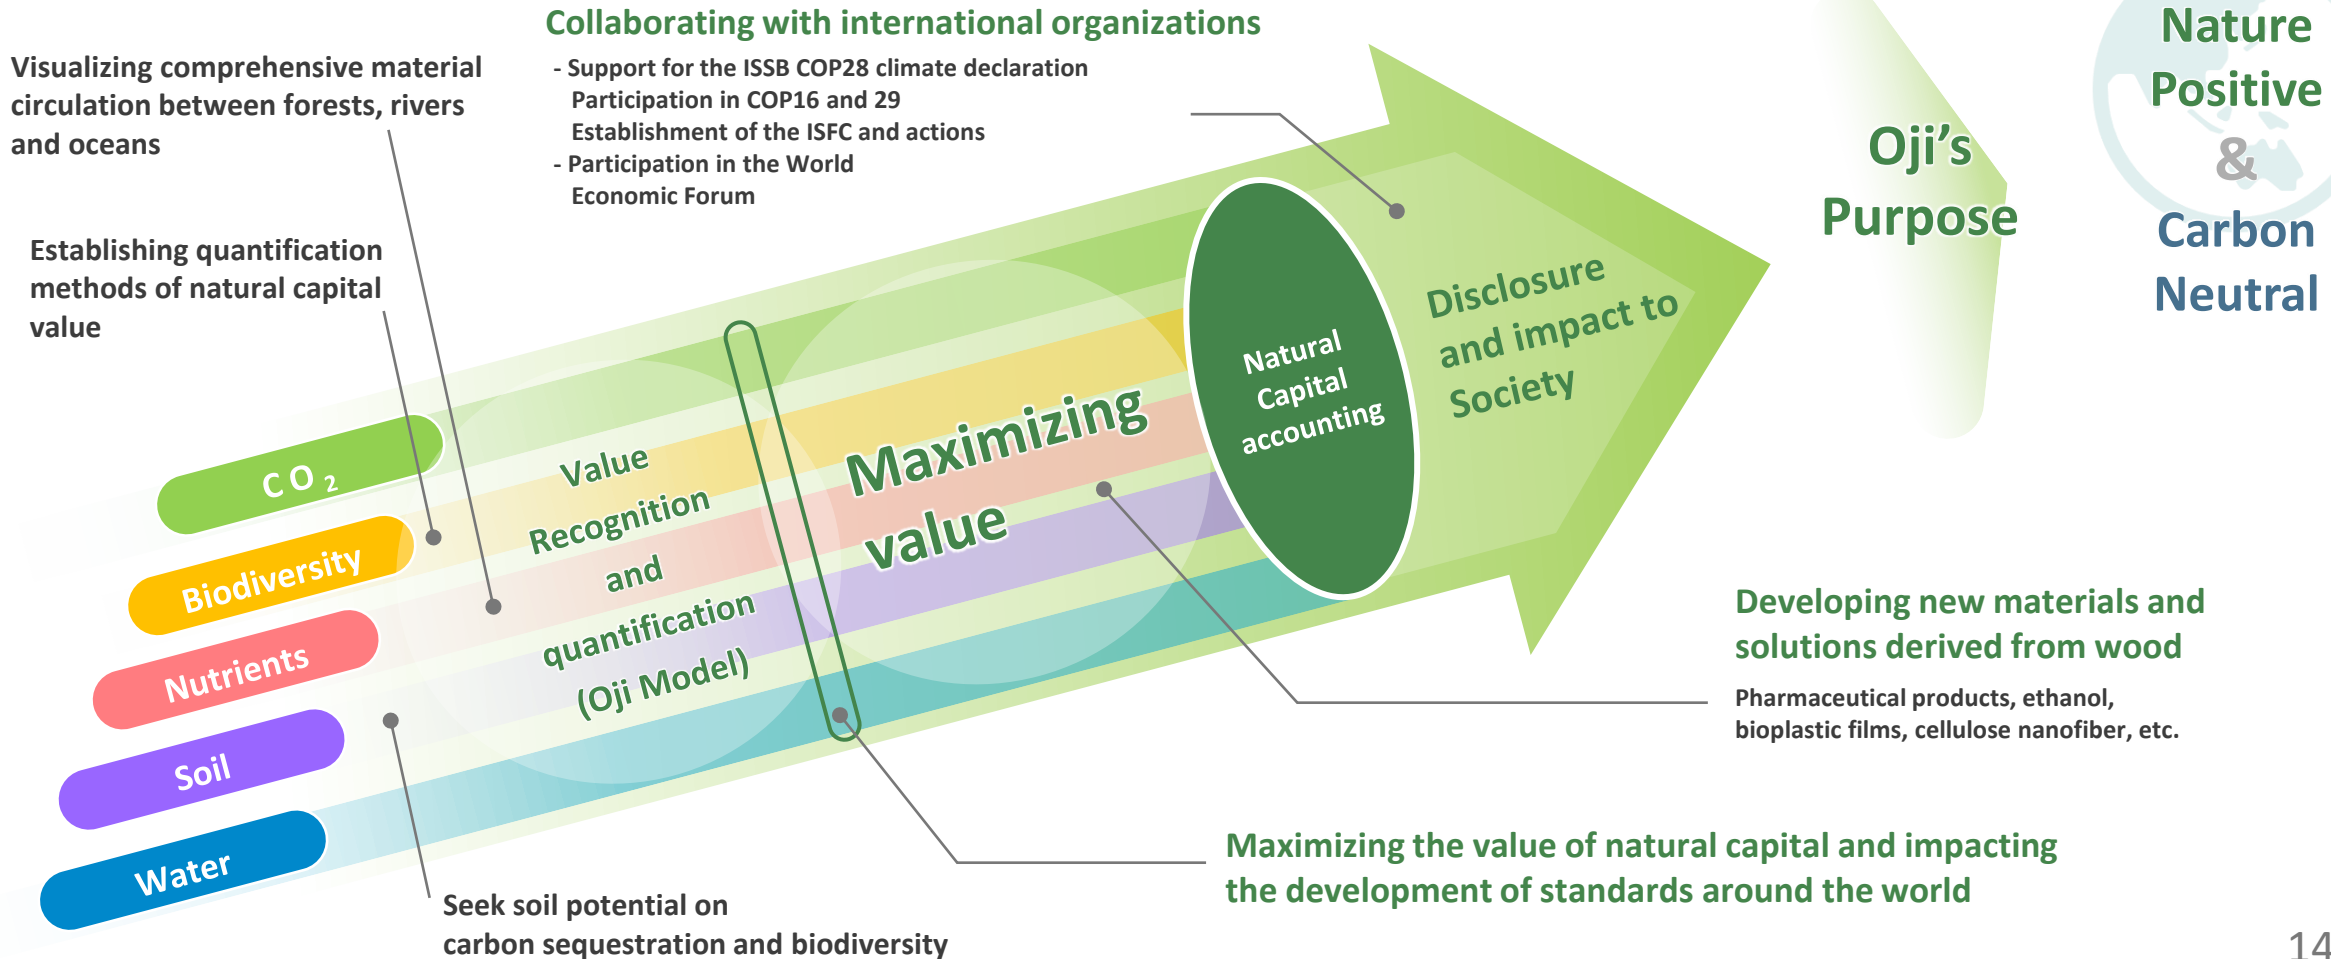 Collaborating with international organizations
- Support for the ISSB COP28 climate declaration
Participation in COP16 and 29
Establishment of the ISFC and actions
- Participation in the World
Economic Forum
Visualizing comprehensive material
circulation between forests, rivers
and oceans
Establishing quantification
methods of natural capital
value
CO2
Biodiversity
Nutrients
Soil
Water
Value
Recognition
and
quantification
(Oji Model)
Maximizing
value
Natural
Capital
accounting
Disclosure
and impact to
Society
Oji's
Purpose
Nature
Positive
&
Carbon
Neutral
Developing new materials and
solutions derived from wood
Pharmaceutical products, ethanol,
bioplastic films, cellulose nanofiber, etc.
Maximizing the value of natural capital and impacting
the development of standards around the world
Seek soil potential on
carbon sequestration and biodiversity
14